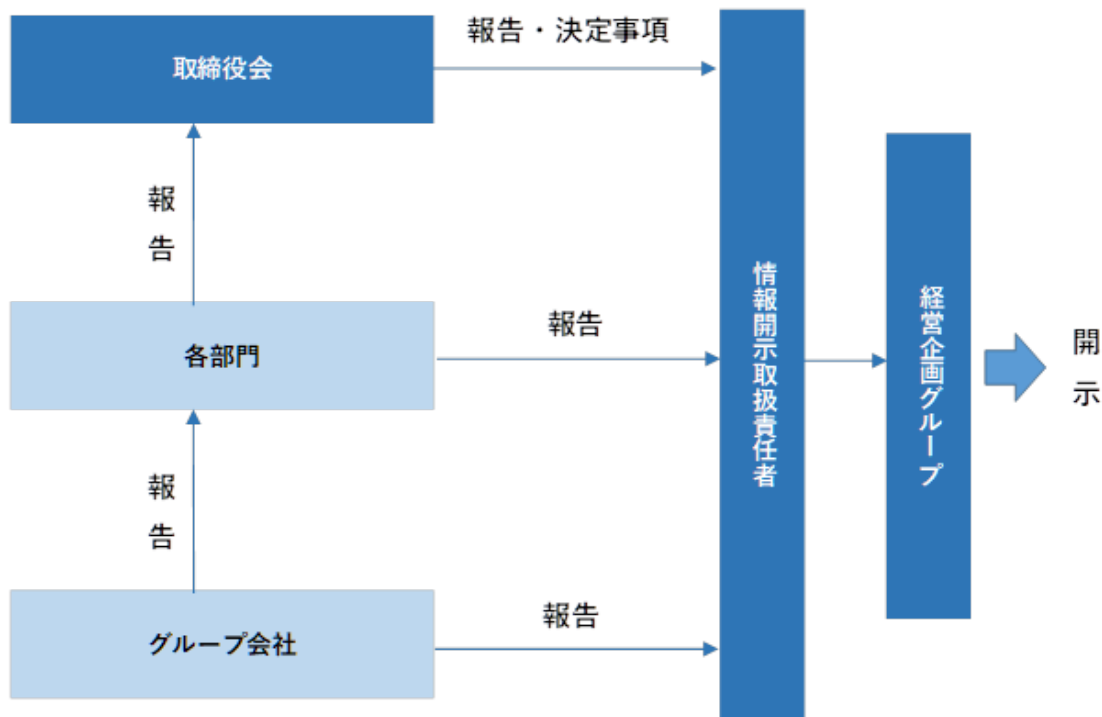 報告・決定事項
取締役会
報告
各部門
報告
報告
グループ会社
報告
情報開示取扱責任者
経営企画グループ
開示